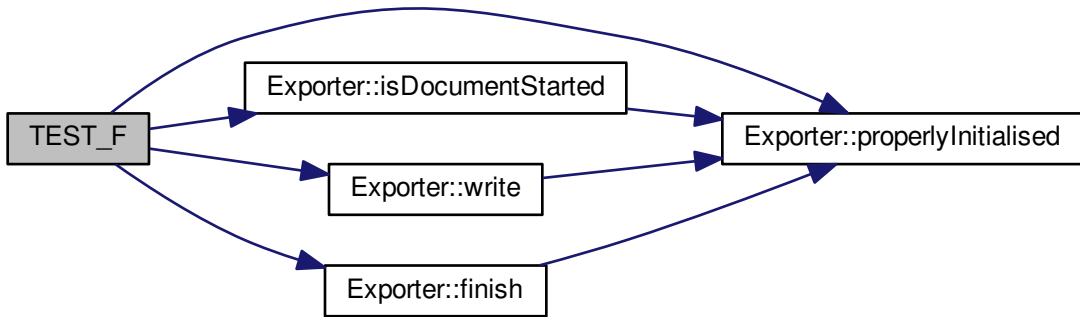 TEST_F
Exporter::isDocumentStarted
Exporter::write
Exporter::finish
Exporter::properlyInitialised